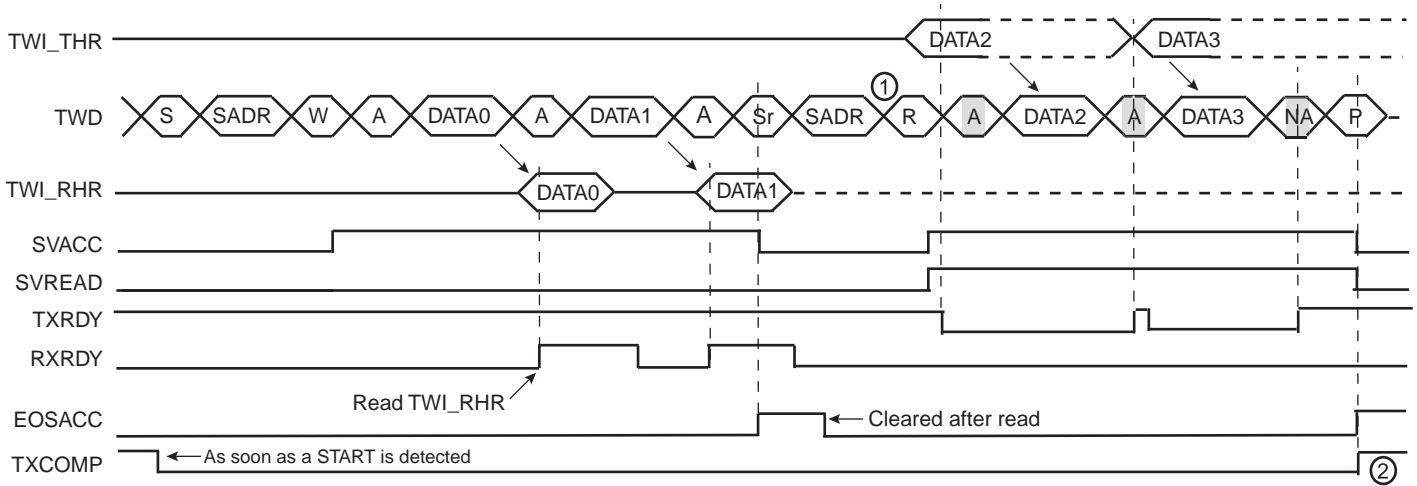 TWI_THR DATA2 DATA3
①
TWD S SADR W A DATA0 A DATA1 A Sr SADR R A DATA2 A DATA3 NA P
TWI_RHR DATA0 DATA1
SVACC
SVREAD
TXRDY
RXRDY
Read TWI_RHR
EOSACC Cleared after read
TXCOMP As soon as a START is detected ②